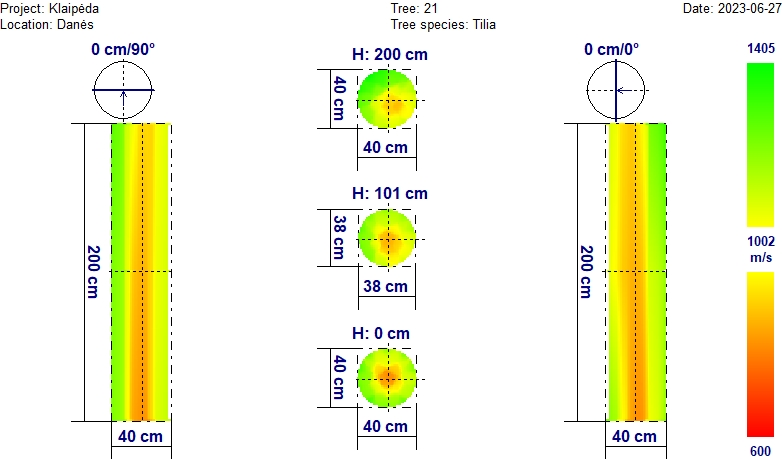 Project: Klaipėda
Tree: 21
Date: 2023-06-27
Location: Danės
Tree species: Tilia
0 cm/90°
H: 200 cm
0 cm/0°
1405
40 cm
40 cm
H: 101 cm
38 cm
38 cm
200 cm
200 cm
1002
m/s
H: 0 cm
40 cm
40 cm
40 cm
40 cm
600